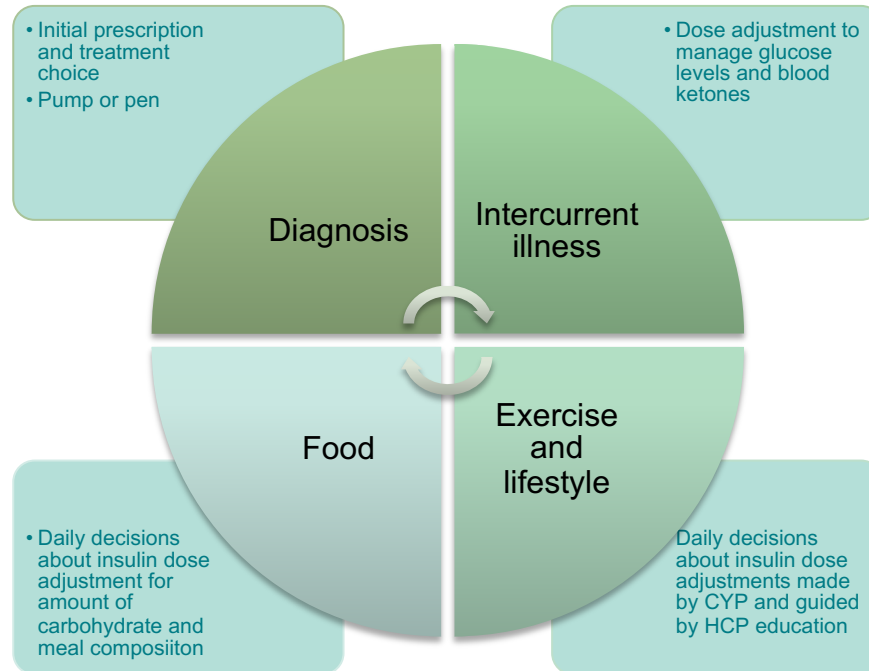 • Initial prescription
and treatment
choice
• Pump or pen
• Dose adjustment to
manage glucose
levels and blood
ketones
Diagnosis
Intercurrent
illness
Food
Exercise
and
lifestyle
• Daily decisions
about insulin dose
adjustment for
amount of
carbohydrate and
meal composiiton
Daily decisions
about insulin dose
adjustments made
by CYP and guided
by HCP education